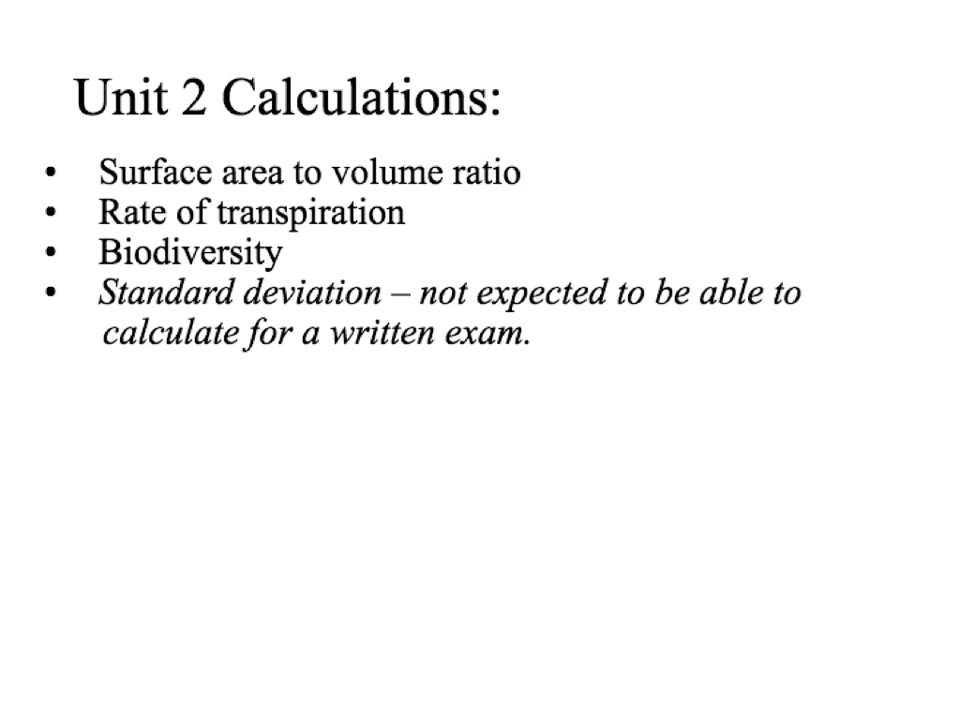 Unit 2 Calculations:
• Surface area to volume ratio
• Rate of transpiration
• Biodiversity
• Standard deviation – not expected to be able to
calculate for a written exam.